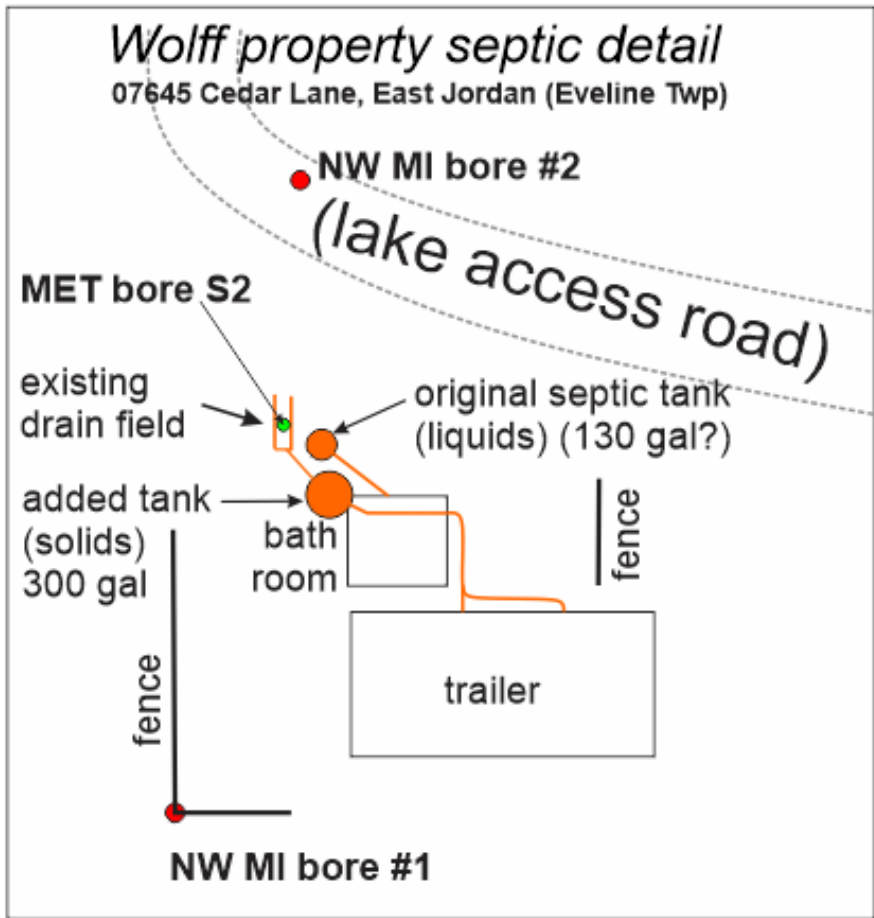 Wolff property septic detail
07645 Cedar Lane, East Jordan (Eveline Twp)
NW MI bore #2
(lake access road)
MET bore S2
existing
drain field
original septic tank
(liquids) (130 gal?)
added tank
(solids)
300 gal
bath
room
fence
fence
trailer
NW MI bore #1